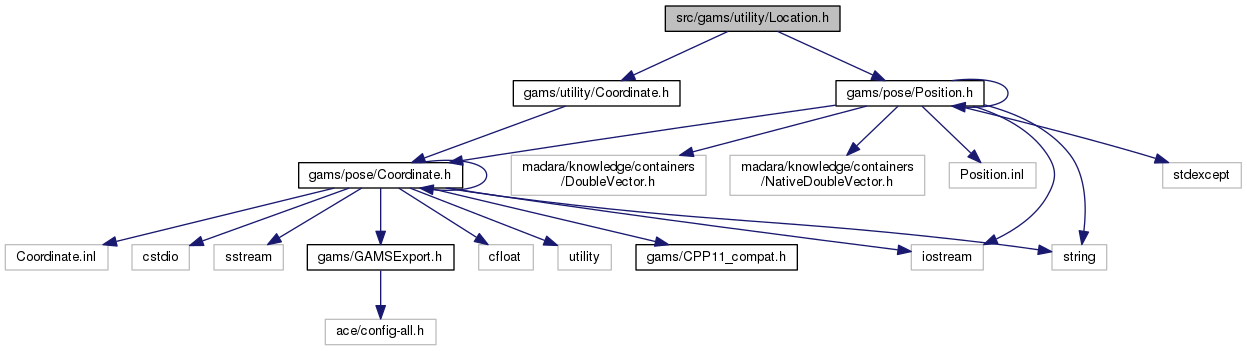 src/gams/utility/Location.h
gams/utility/Coordinate.h
gams/pose/Position.h
gams/pose/Coordinate.h
madara/knowledge/containers
/DoubleVector.h
madara/knowledge/containers
/NativeDoubleVector.h
Position.inl
stdexcept
Coordinate.inl
cstdio
sstream
gams/GAMSExport.h
cfloat
utility
gams/CPP11_compat.h
iostream
string
ace/config-all.h